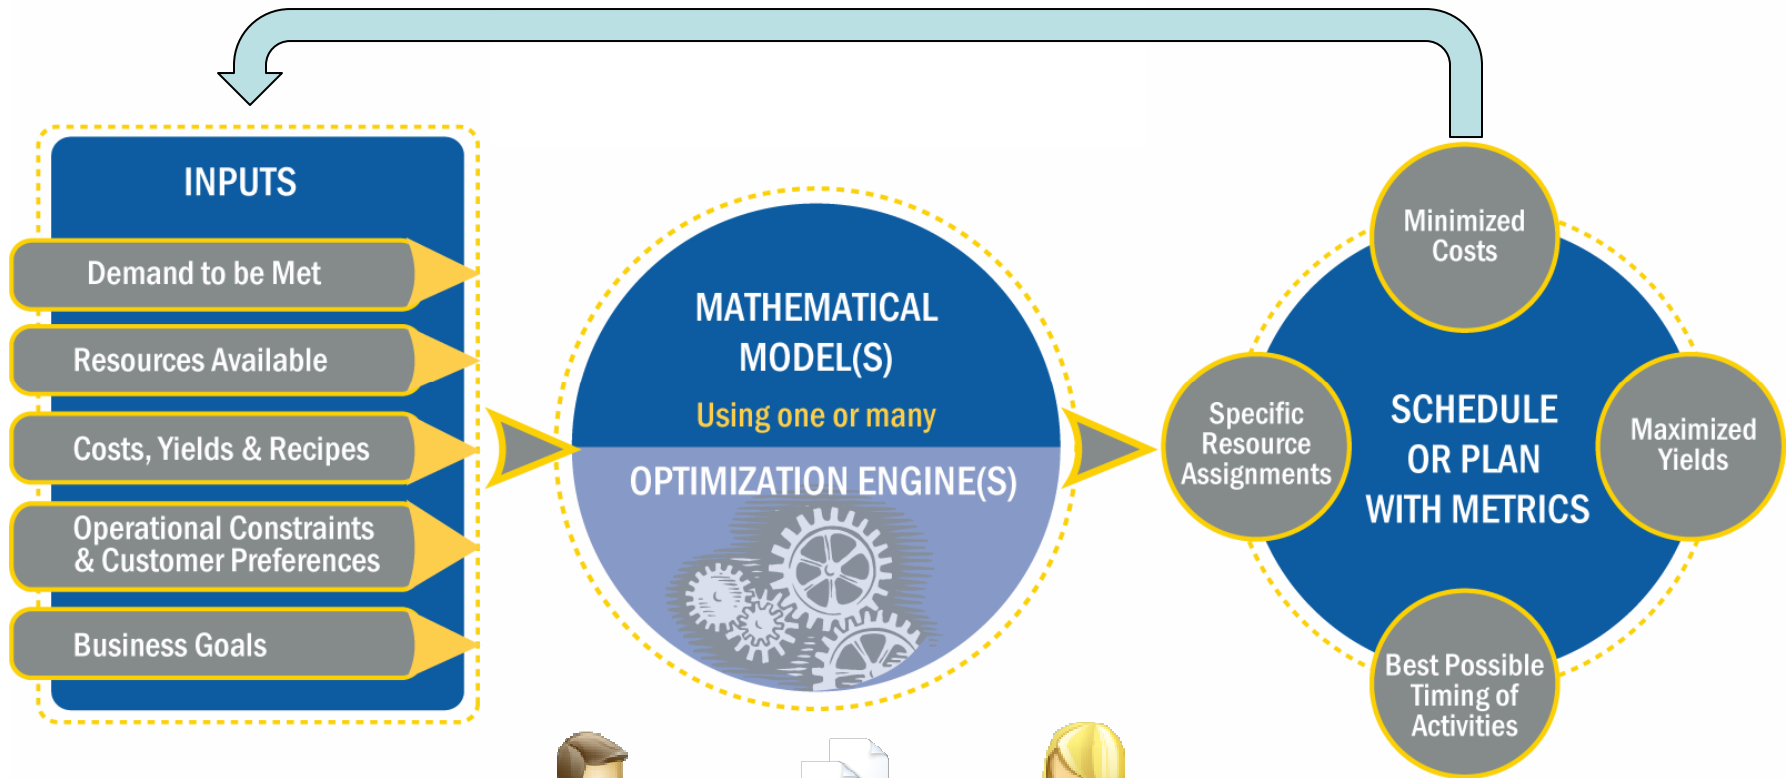 INPUTS
Demand to be Met
Resources Available
Costs, Yields & Recipes
Operational Constraints
& Customer Preferences
Business Goals
MATHEMATICAL
MODEL(S)
Using one or many
OPTIMIZATION ENGINE(S)
Minimized
Costs
Specific
Resource
Assignments
SCHEDULE
OR PLAN
WITH METRICS
Maximized
Yields
Best Possible
Timing of
Activities